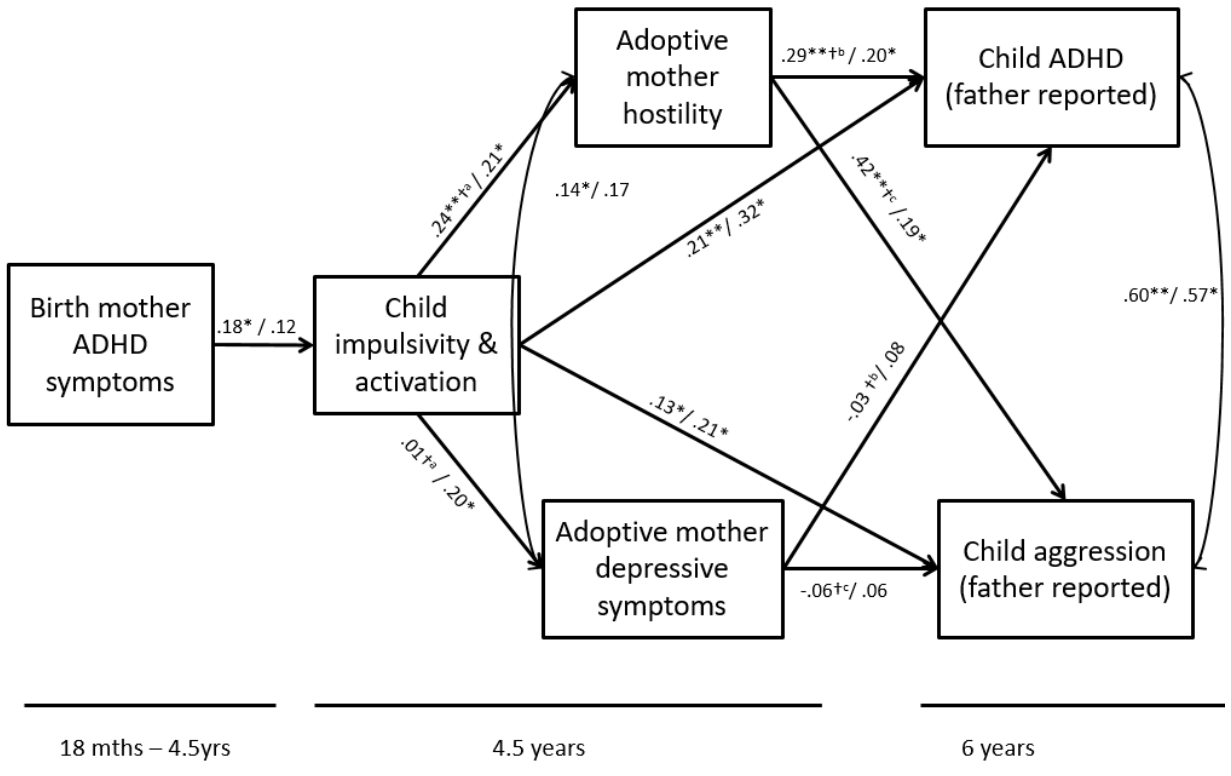 Adoptive
mother
hostility
.29**†ᵇ/ .20*
Child ADHD
(father reported)
.24**†ᵃ / .21*
.14*/ .17
.21**/ .32*
.42**†ᶜ/.19*
Birth mother
ADHD
symptoms
.18* / .12
Child
impulsivity &
activation
.60**/ .57*
.01†ᵃ / .20*
.13*/ .21*
-.03 †ᵇ/ .08
Adoptive mother
depressive
symptoms
-.06†ᶜ/ .06
Child aggression
(father reported)
18 mths – 4.5yrs
4.5 years
6 years